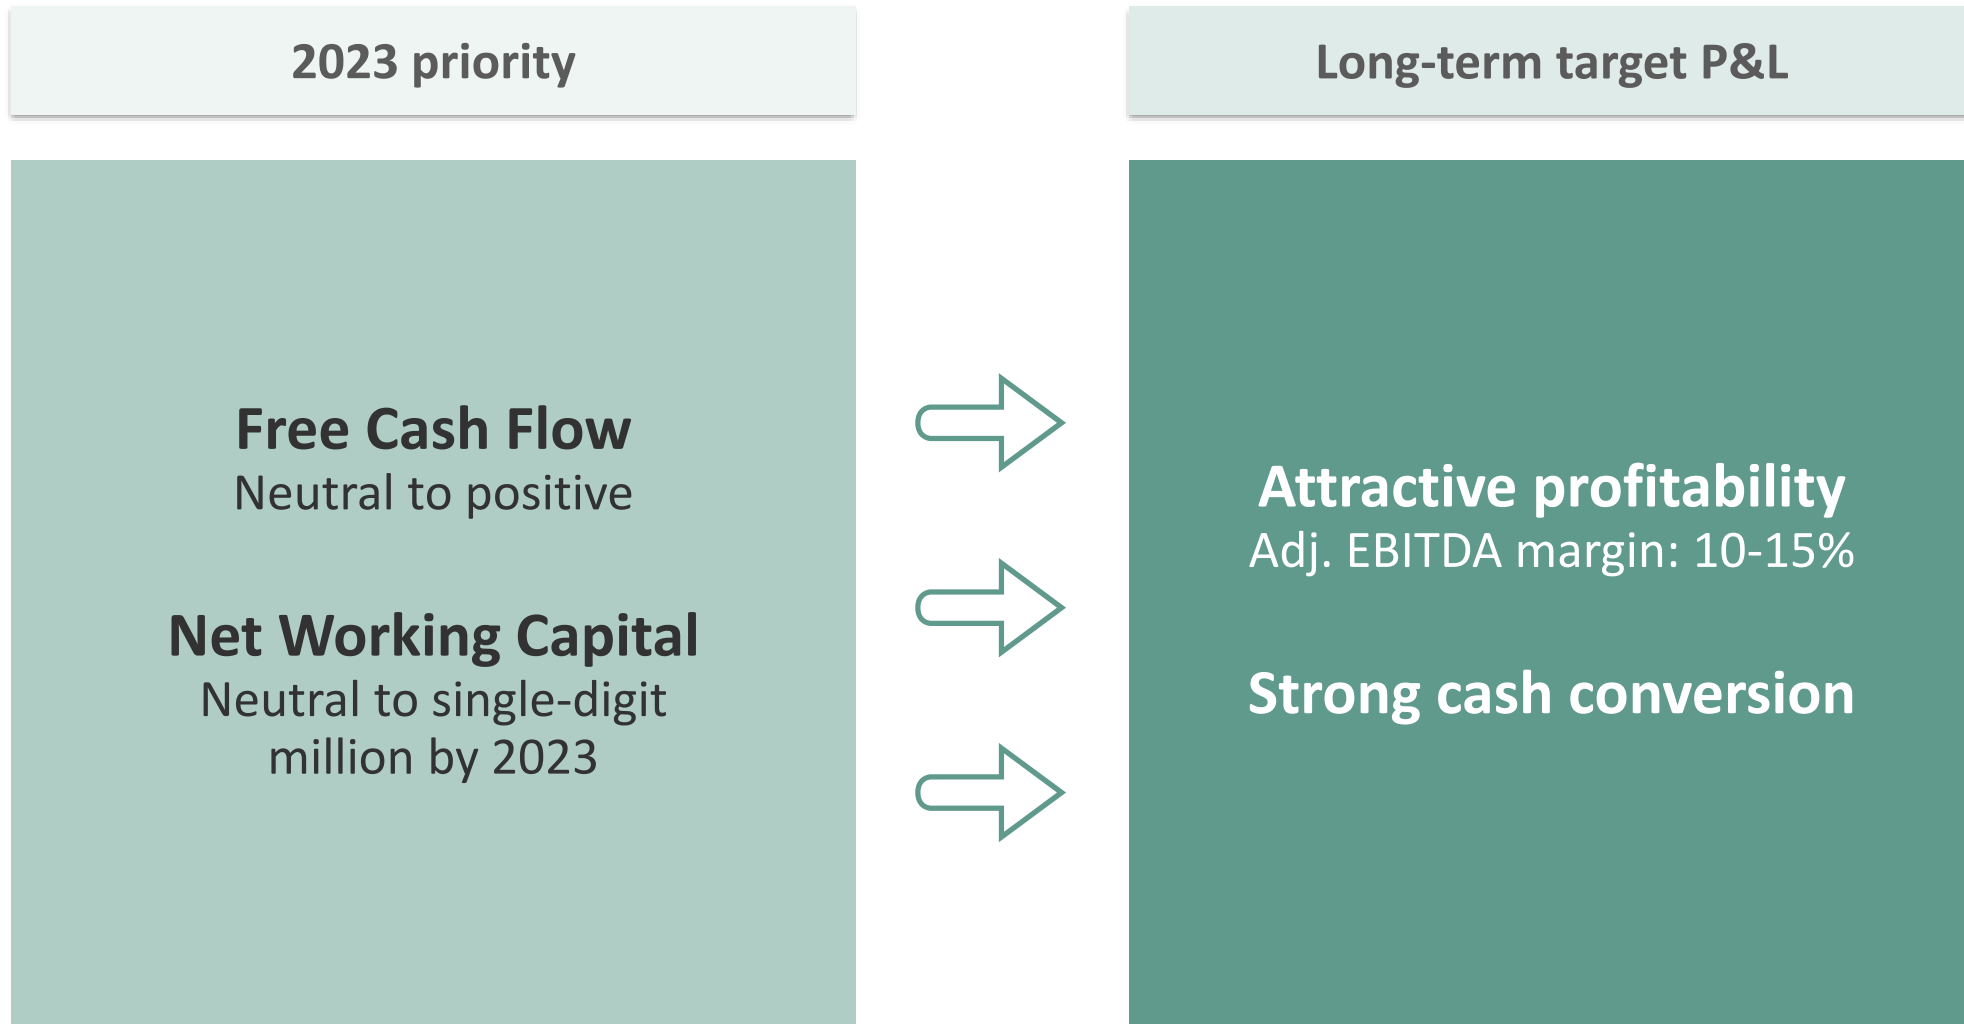 2023 priority
Free Cash Flow
Neutral to positive
Net Working Capital
Neutral to single-digit
million by 2023
Long-term target P&L
Attractive profitability
Adj. EBITDA margin: 10-15%
Strong cash conversion